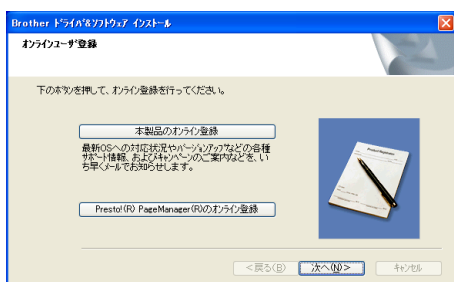 Brother ドライバ&ソフトウェア インストール
オンラインユーザ登録
下のボタンを押して、オンライン登録を行ってください。
本製品のオンライン登録
最新OSへの対応状況やバージョンアップなどの各種
サポート情報、およびキャンペーンのご案内などを、い
ち早くメールでお知らせします。
Presto!(R) PageManager(R)のオンライン登録
<戻る(B)
次へ(N)>
キャンセル